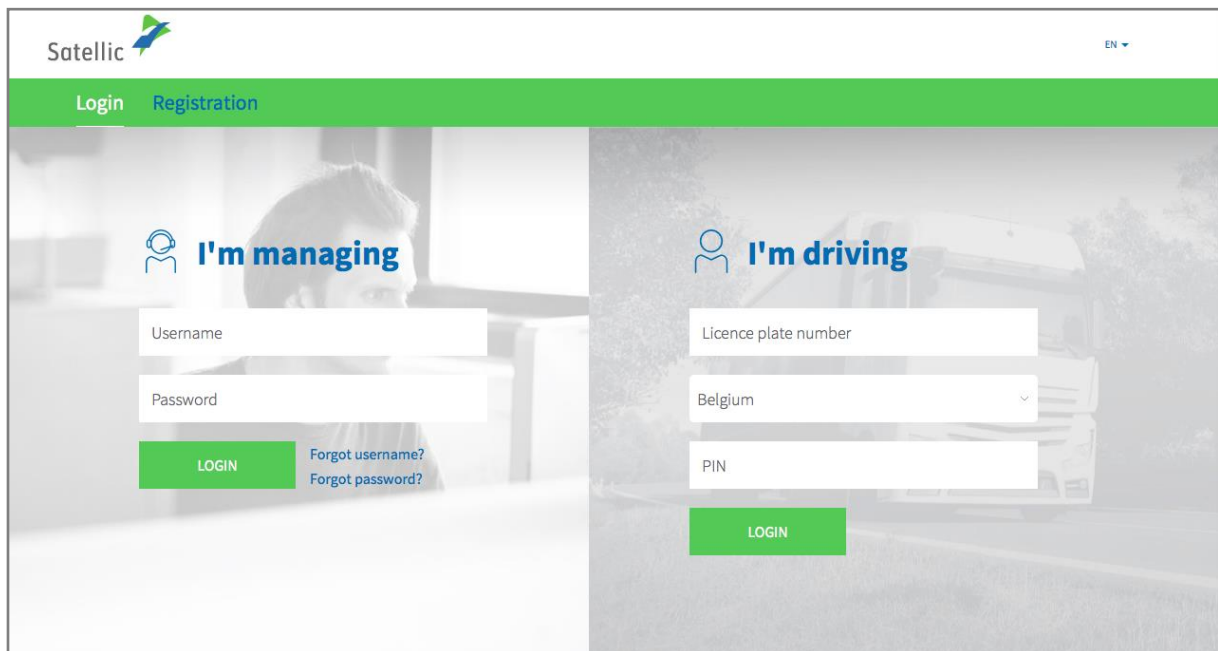 Satellic
EN
Login Registration
I'm managing
Username
Password
LOGIN
Forgot username?
Forgot password?
I'm driving
Licence plate number
Belgium
PIN
LOGIN